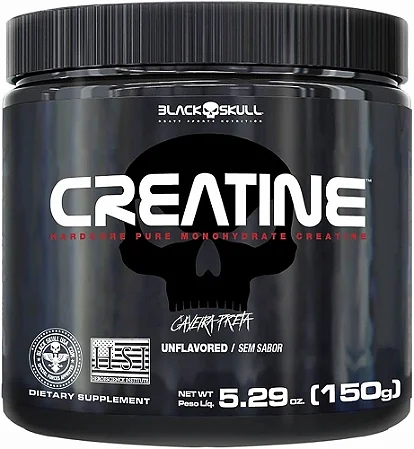 BLACK SKULL
CREATINE™
HARDCORE PURE MONOHYDRATE CREATINE
CAVEIRA PRETA
UNFLAVORED / SEM SABOR
DIETARY SUPPLEMENT
NET WT
Peso Líq. 5.29 oz. (150g)